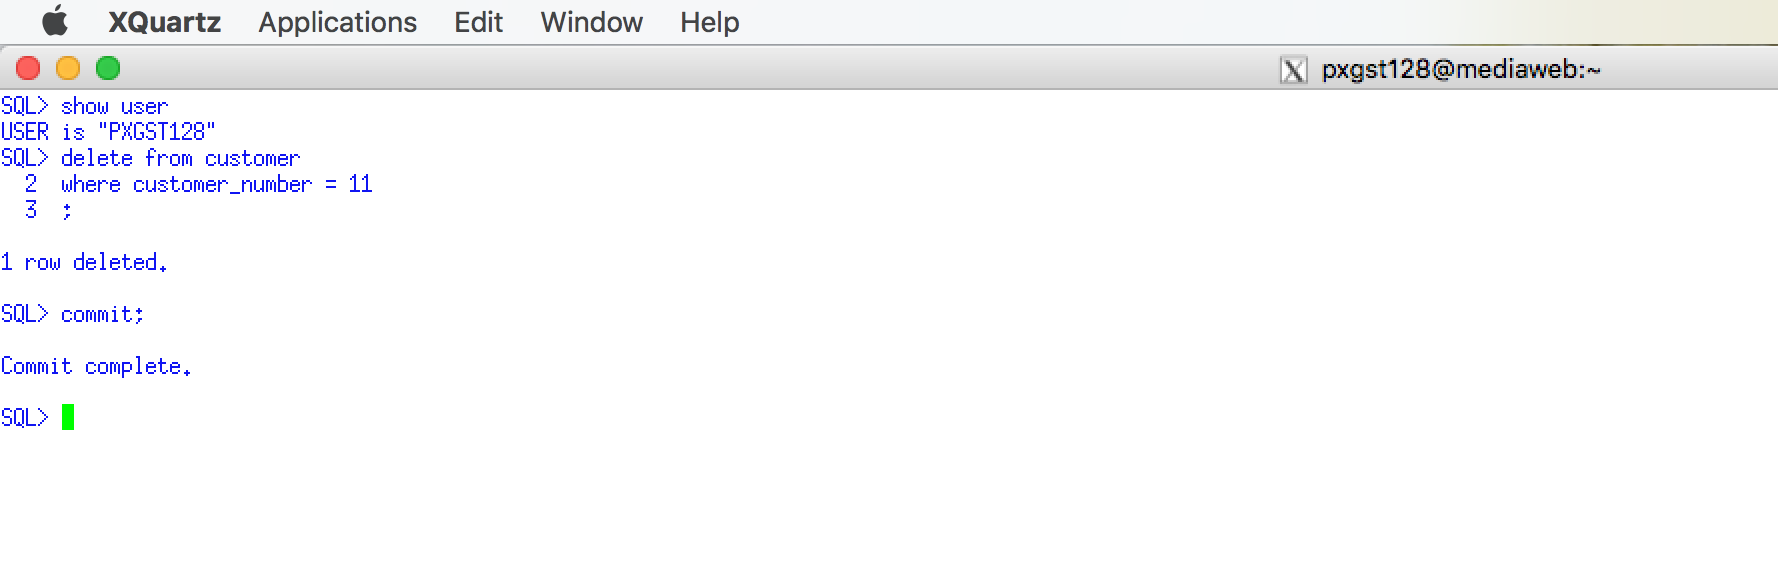 XQuartz Applications Edit Window Help
X pxgst128@mediaweb:~
SQL> show user
USER is "PXGST128"
SQL> delete from customer
  2  where customer_number = 11
  3  ;
1 row deleted.
SQL> commit;
Commit complete.
SQL>